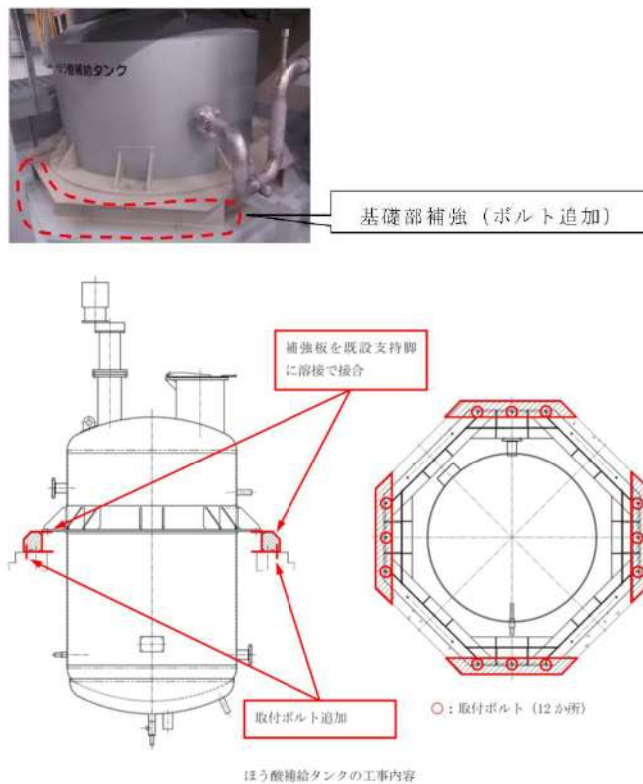 ほう酸補給タンク
基礎部補強（ボルト追加）
補強板を既設支持脚
に溶接で接合
取付ボルト追加
○：取付ボルト（12か所）
ほう酸補給タンクの工事内容